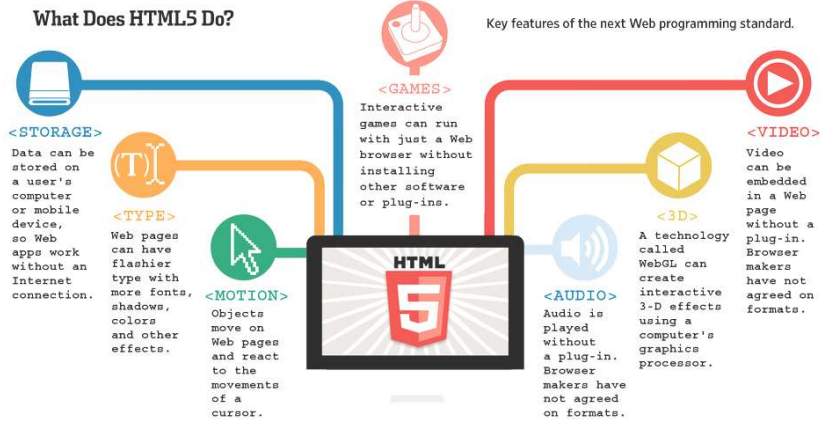 What Does HTML5 Do?
Key features of the next Web programming standard.
<STORAGE>
Data can be
stored on
a user's
computer
or mobile
device,
so Web
apps work
without an
Internet
connection.
(T)
<TYPE>
Web pages
can have
flashier
type with
more fonts,
shadows,
colors
and other
effects.
<MOTION>
Objects
move on
Web pages
and react
to the
movements
of a
cursor.
<GAMES>
Interactive
games can run
with just a Web
browser without
installing
other software
or plug-ins.
HTML
5
<AUDIO>
Audio is
played
without
a plug-in.
Browser
makers have
not agreed
on formats.
<3D>
A technology
called
WebGL can
create
interactive
3-D effects
using a
computer's
graphics
processor.
<VIDEO>
Video
can be
embedded
in a Web
page
without a
plug-in.
Browser
makers
have not
agreed on
formats.